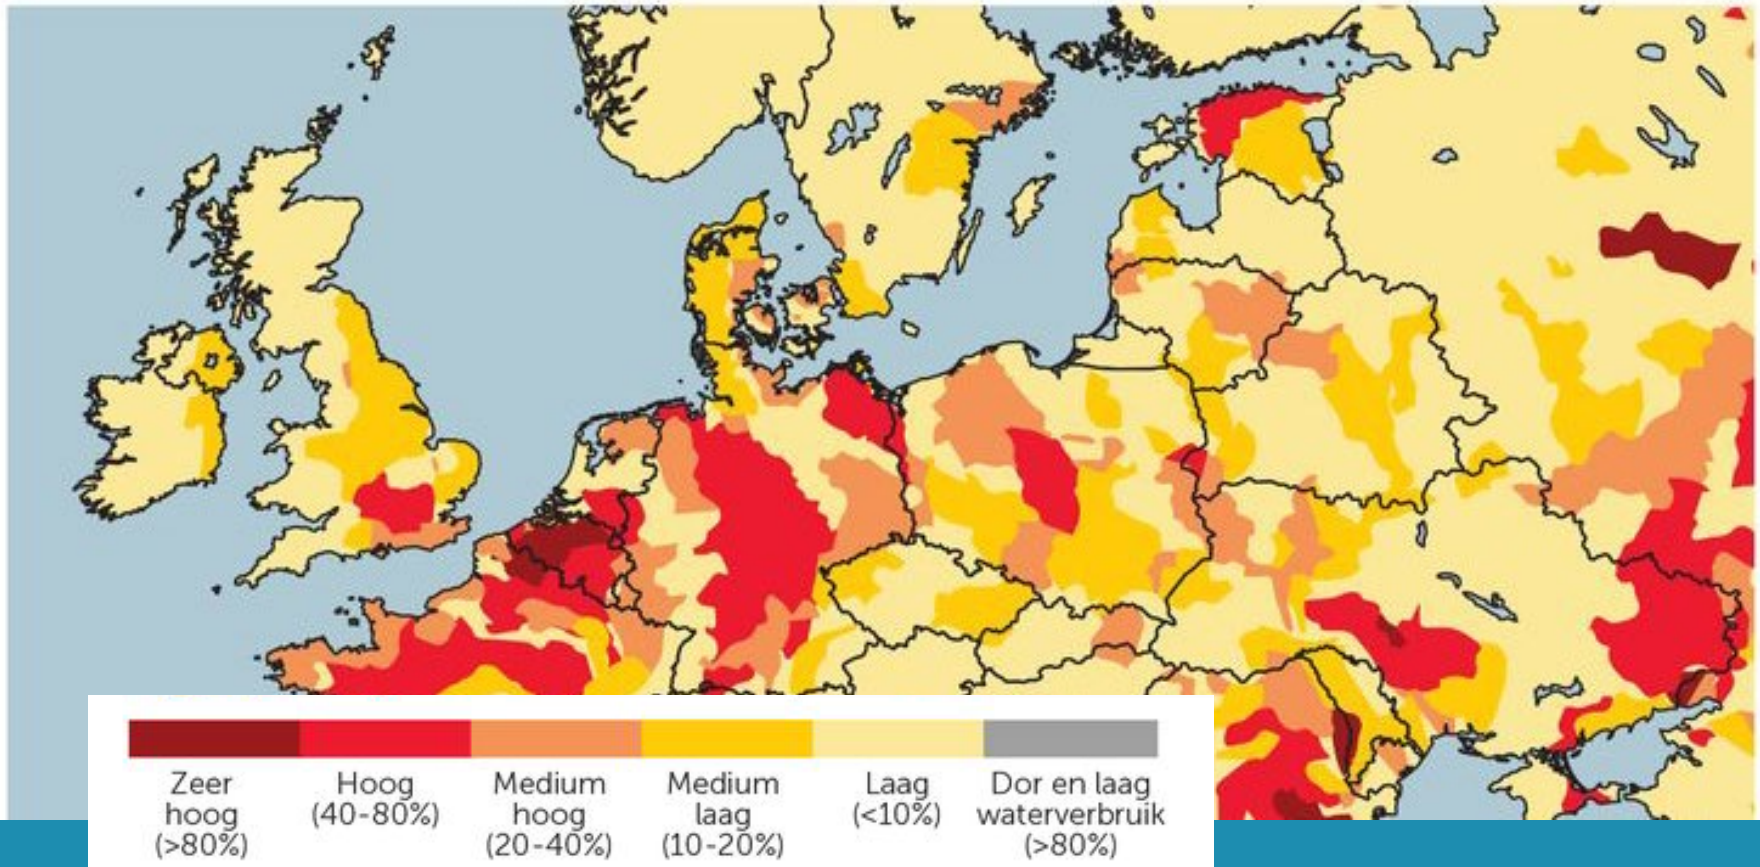 Zeer
hoog
(>80%)
Hoog
(40-80%)
Medium
hoog
(20-40%)
Medium
laag
(10-20%)
Laag
(<10%)
Dor en laag
waterverbruik
(>80%)